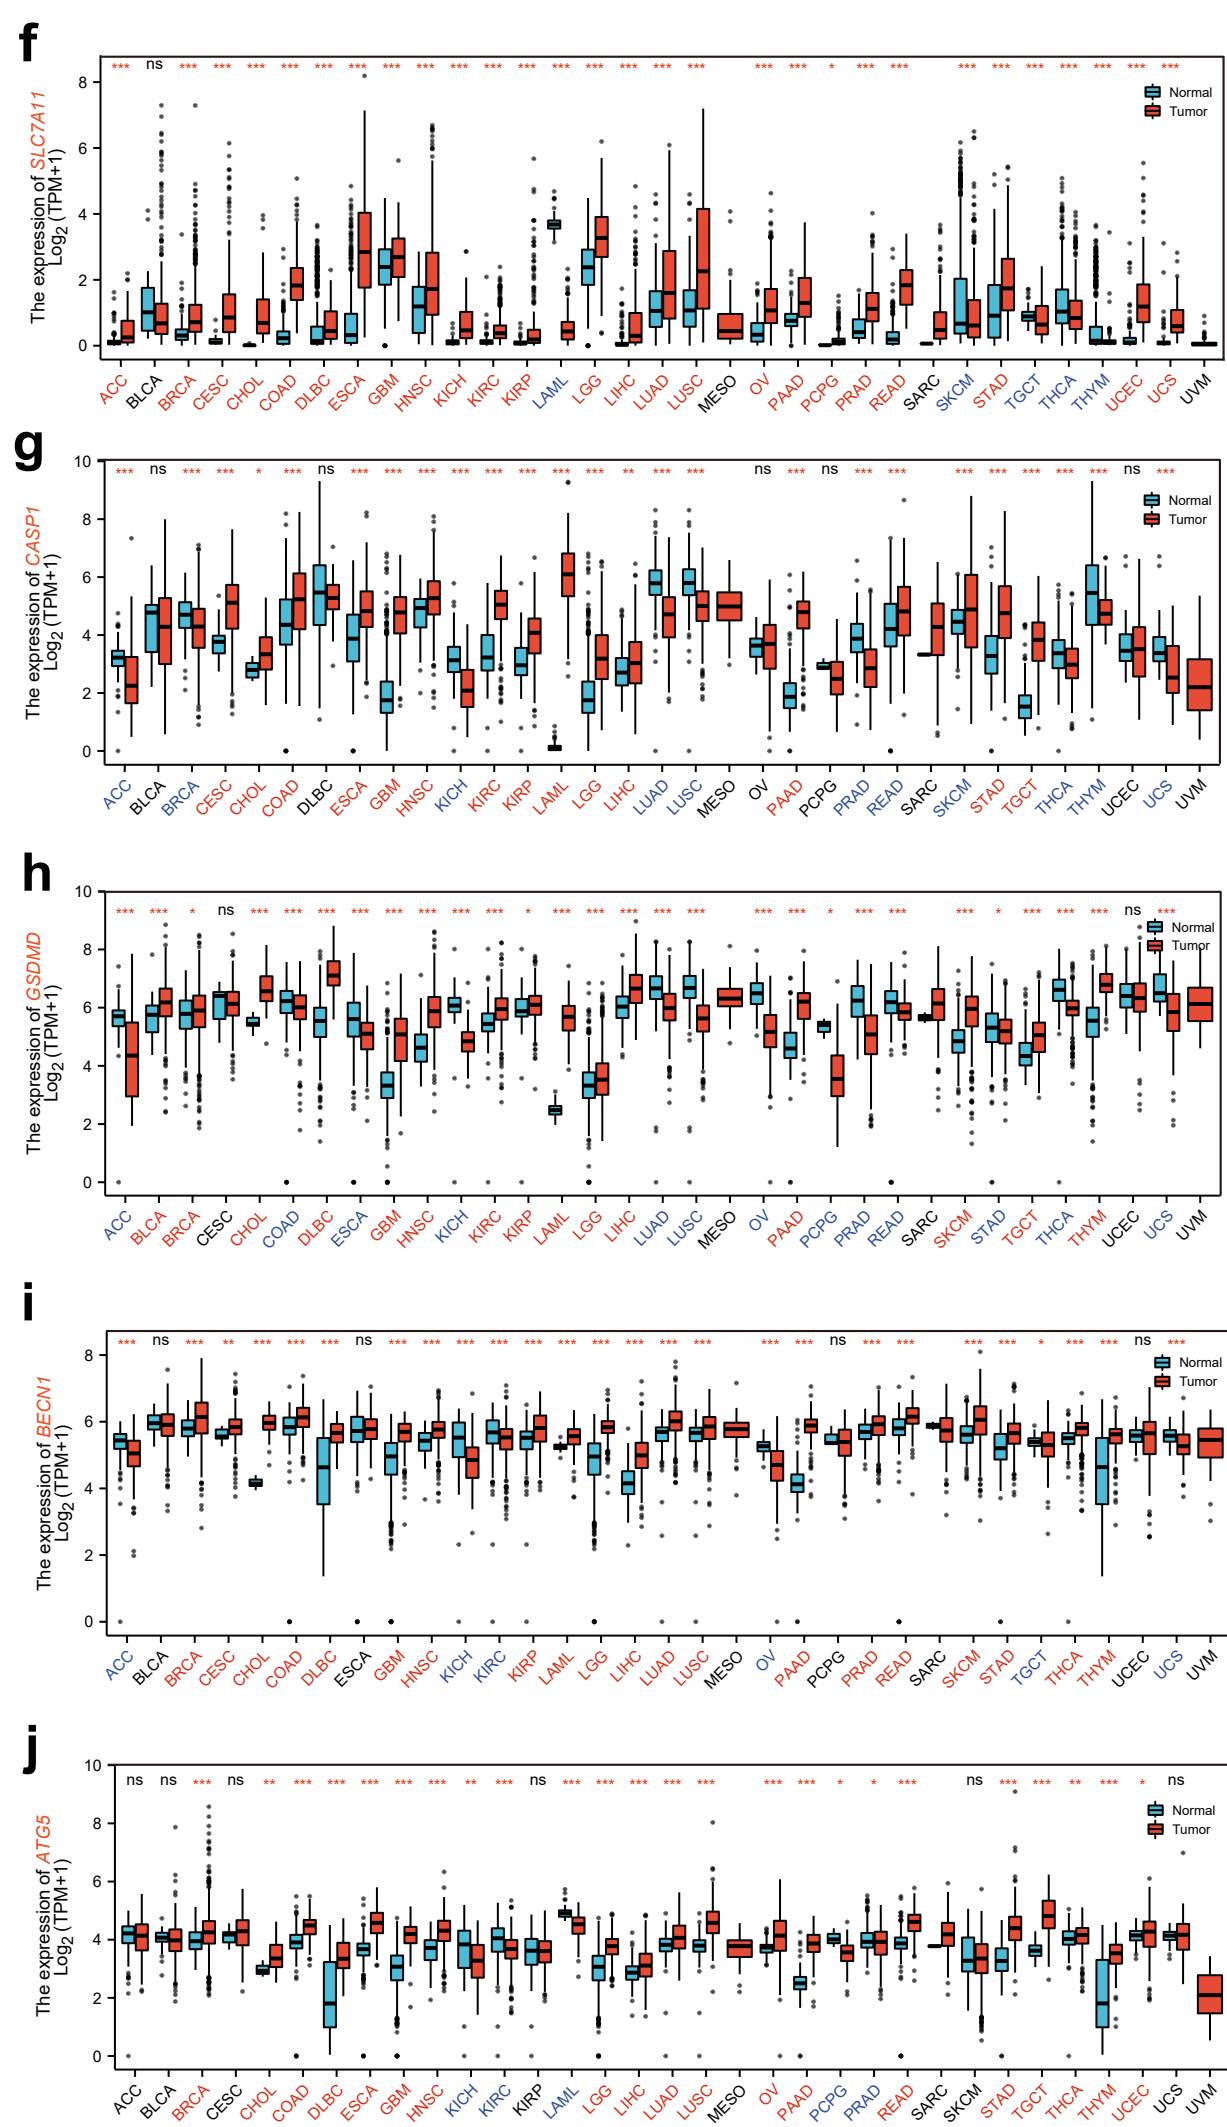 f
*** ns *** *** *** *** *** *** *** *** *** *** *** *** *** *** *** *** *** *** * *** *** *** *** *** *** *** *** ***
Normal
Tumor
The expression of SLC7A11
Log2 (TPM+1)
8
6
4
2
0
ACC BLCA BRCA CESC CHOL COAD DLBC ESCA GBM HNSC KICH KIRC KIRP LAML LGG LIHC LUAD LUSC MESO OV PAAD PCPG PRAD READ SARC SKCM STAD TGCT THCA THYM UCEC UCS UVM
g
*** ns *** *** * *** ns *** *** *** *** *** *** *** *** ** *** *** ns *** ns *** *** *** *** *** *** *** ns ***
Normal
Tumor
The expression of CASP1
Log2 (TPM+1)
10
8
6
4
2
0
ACC BLCA BRCA CESC CHOL COAD DLBC ESCA GBM HNSC KICH KIRC KIRP LAML LGG LIHC LUAD LUSC MESO OV PAAD PCPG PRAD READ SARC SKCM STAD TGCT THCA THYM UCEC UCS UVM
h
*** *** * ns *** *** *** *** *** *** *** *** * *** *** *** *** *** *** *** * *** *** *** * *** *** *** ns ***
Normal
Tumor
The expression of GSDMD
Log2 (TPM+1)
10
8
6
4
2
0
ACC BLCA BRCA CESC CHOL COAD DLBC ESCA GBM HNSC KICH KIRC KIRP LAML LGG LIHC LUAD LUSC MESO OV PAAD PCPG PRAD READ SARC SKCM STAD TGCT THCA THYM UCEC UCS UVM
i
*** ns *** ** *** *** *** ns *** *** *** *** *** *** *** *** *** *** *** *** ns *** *** *** *** * *** *** ns ***
Normal
Tumor
The expression of BECN1
Log2 (TPM+1)
8
6
4
2
0
ACC BLCA BRCA CESC CHOL COAD DLBC ESCA GBM HNSC KICH KIRC KIRP LAML LGG LIHC LUAD LUSC MESO OV PAAD PCPG PRAD READ SARC SKCM STAD TGCT THCA THYM UCEC UCS UVM
j
ns ns *** ns ** *** *** *** *** *** ** *** ns *** *** *** *** *** *** *** * * *** ns *** *** ** *** * ns
Normal
Tumor
The expression of ATG5
Log2 (TPM+1)
10
8
6
4
2
0
ACC BLCA BRCA CESC CHOL COAD DLBC ESCA GBM HNSC KICH KIRC KIRP LAML LGG LIHC LUAD LUSC MESO OV PAAD PCPG PRAD READ SARC SKCM STAD TGCT THCA THYM UCEC UCS UVM